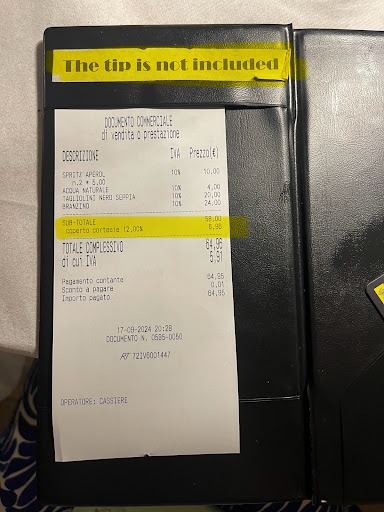 The tip is not included
DOCUMENTO COMMERCIALE
di vendita o prestazione
DESCRIZIONE IVA Prezzo(€)
SPRITZ APEROL 10% 10,00
n.2 * 5,00
ACQUA NATURALE 10% 4,00
TAGLIOLINI NERO SEPPIA 10% 20,00
BRANZINO 10% 24,00
SUB-TOTALE 58,00
coperto cortesia 12,00% 6,96
TOTALE COMPLESSIVO 64,96
di cui IVA 5,91
Pagamento contante 64,95
Sconto a pagare 0,01
Importo pagato 64,95
17-09-2024 20:28
DOCUMENTO N. 0585-0050
RT 72IV6001447
OPERATORE: CASSIERE